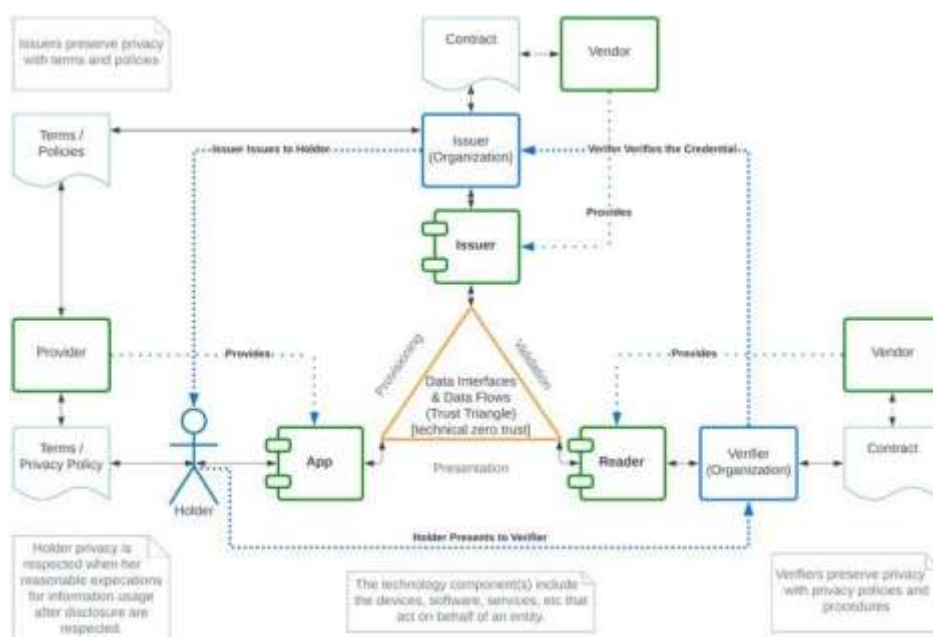 Issuers preserve privacy
with terms and policies
Contract
Vendor
Terms /
Policies
Issuer
(Organization)
Issuer Issues to Holder
Verifier Verifies the Credential
Provides
Issuer
Provider
Provides
Provisioning
Validation
Data Interfaces
& Data Flows
(Trust Triangle)
[technical zero trust]
Provides
Vendor
Terms /
Privacy Policy
Holder
App
Presentation
Reader
Verifier
(Organization)
Contract
Holder Presents to Verifier
Holder privacy is
respected when her
reasonable expecations
for information usage
after disclosure are
respected.
The technology component(s) include
the devices, software, services, etc that
act on behalf of an entity.
Verifiers preserve privacy
with privacy policies and
procedures